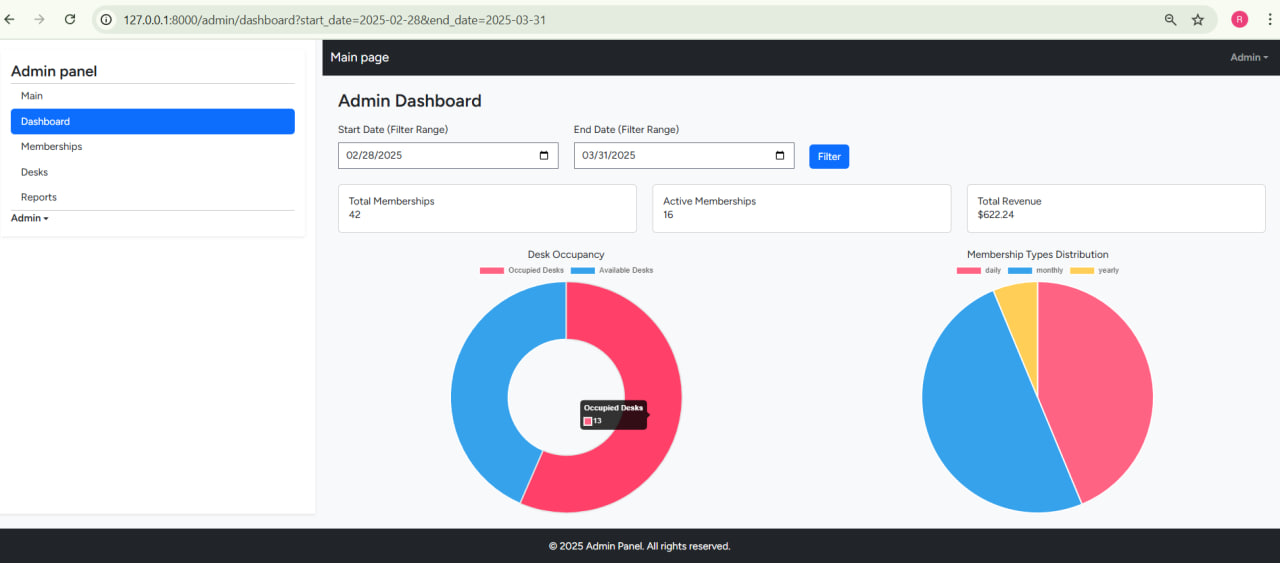 127.0.0.1:8000/admin/dashboard?start_date=2025-02-28&end_date=2025-03-31
R
Admin panel
Main
Dashboard
Memberships
Desks
Reports
Admin
Main page
Admin
Admin Dashboard
Start Date (Filter Range)
End Date (Filter Range)
02/28/2025
03/31/2025
Filter
Total Memberships
42
Active Memberships
16
Total Revenue
$622.24
Desk Occupancy
Occupied Desks
Available Desks
Occupied Desks
13
Membership Types Distribution
daily
monthly
yearly
© 2025 Admin Panel. All rights reserved.